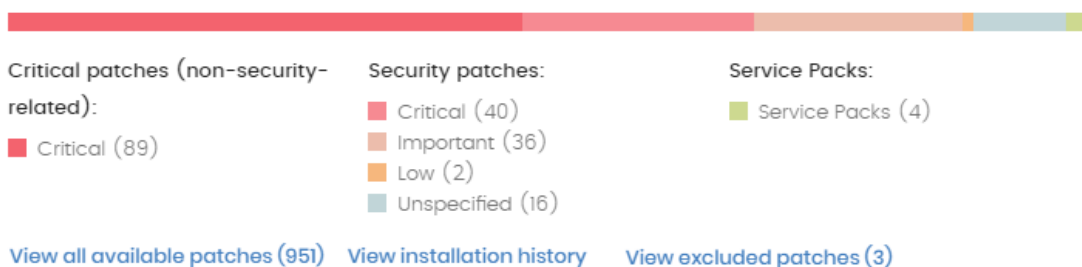 Critical patches (non-security-
related):
Critical (89)
Security patches:
Critical (40)
Important (36)
Low (2)
Unspecified (16)
Service Packs:
Service Packs (4)
View all available patches (951)
View installation history
View excluded patches (3)